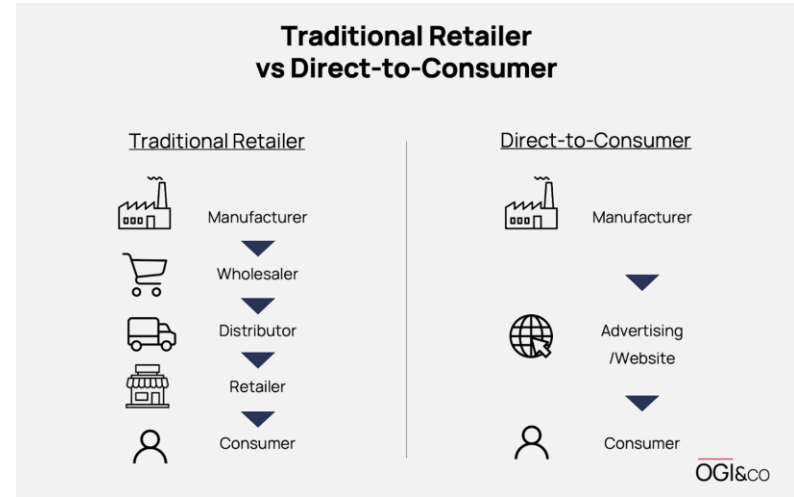 Traditional Retailer
vs Direct-to-Consumer
Traditional Retailer
Manufacturer
Wholesaler
Distributor
Retailer
Consumer
Direct-to-Consumer
Manufacturer
Advertising
/Website
Consumer
OGI&CO